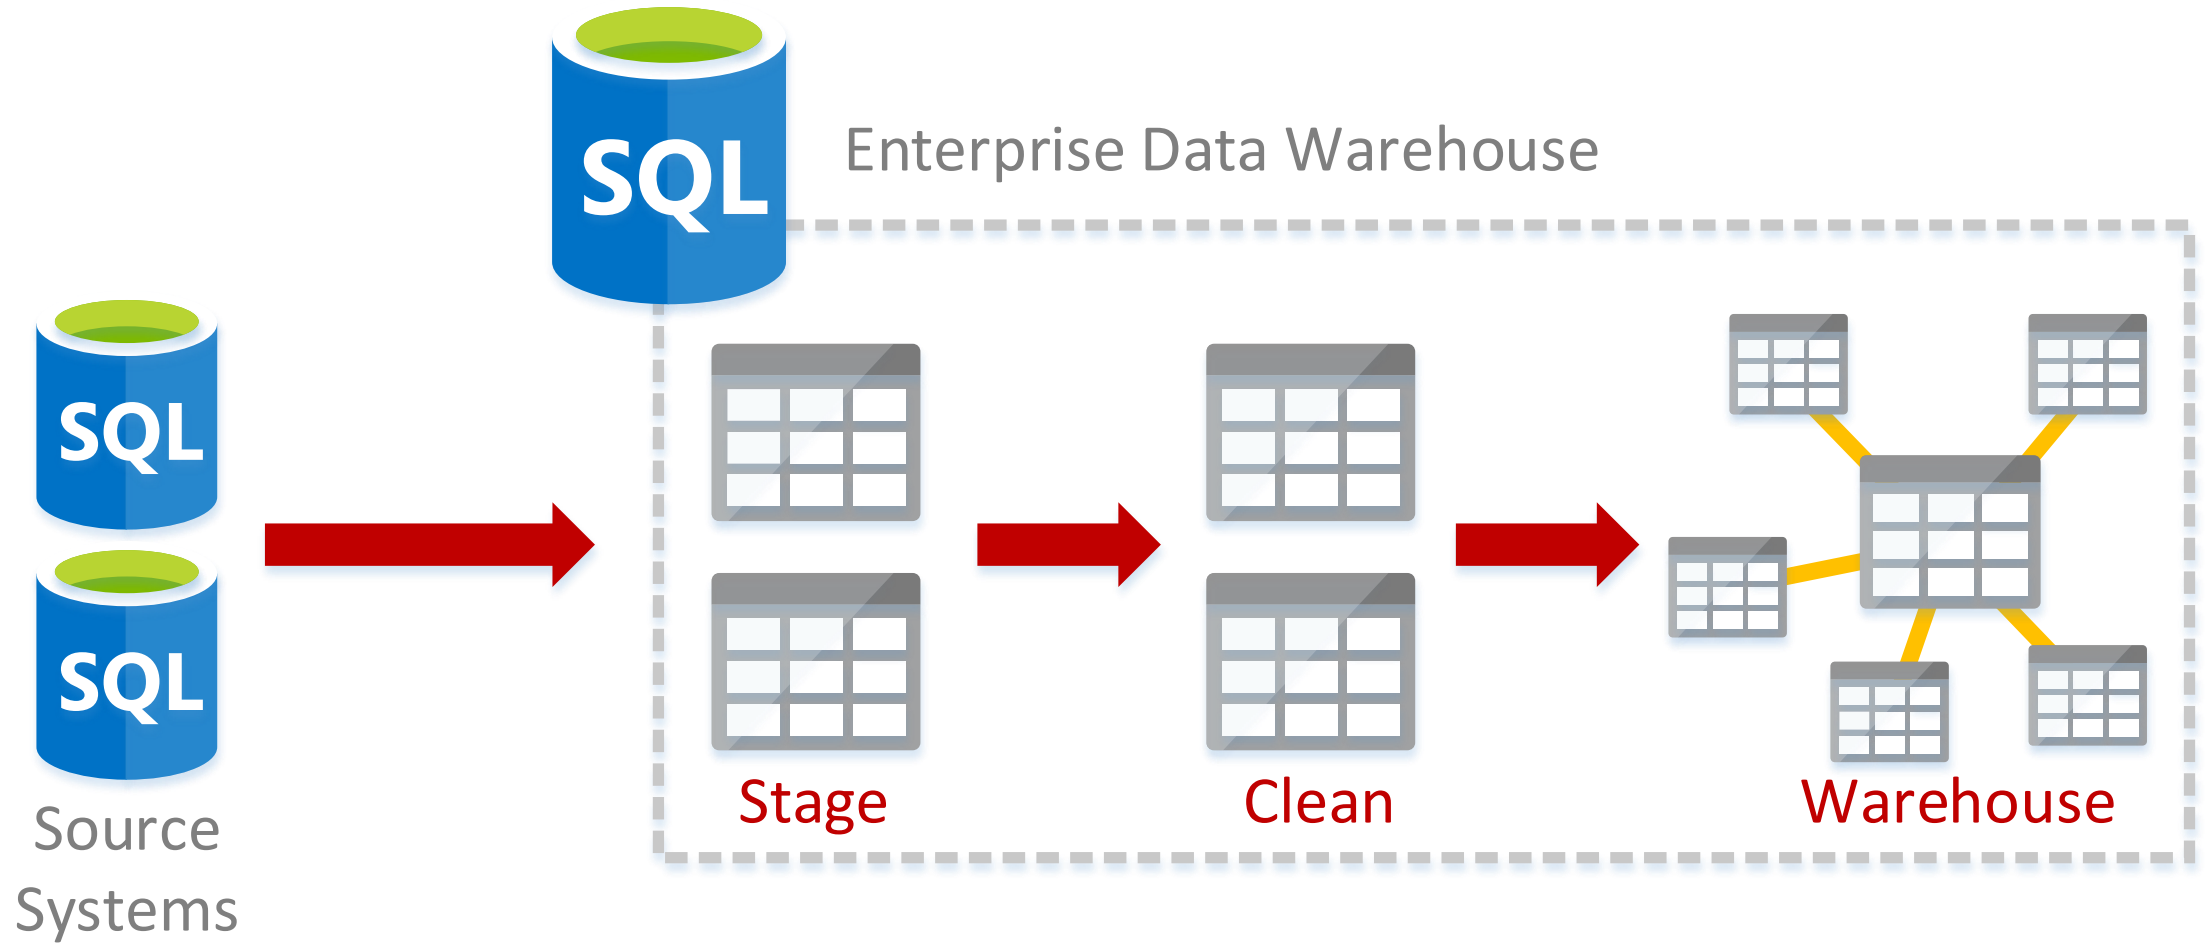 SQL
Enterprise Data Warehouse
SQL
SQL
Source
Systems
Stage
Clean
Warehouse